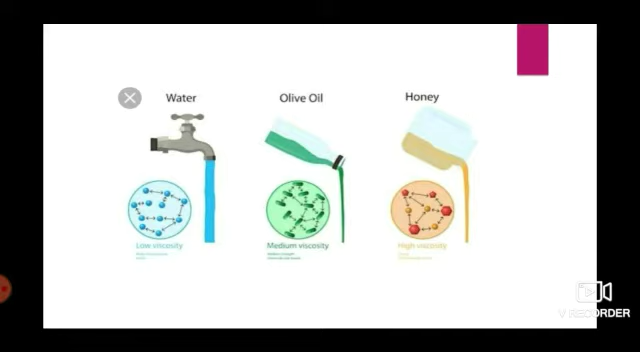 Water
Olive Oil
Honey
Low viscosity
Medium viscosity
High viscosity
V RECORDER